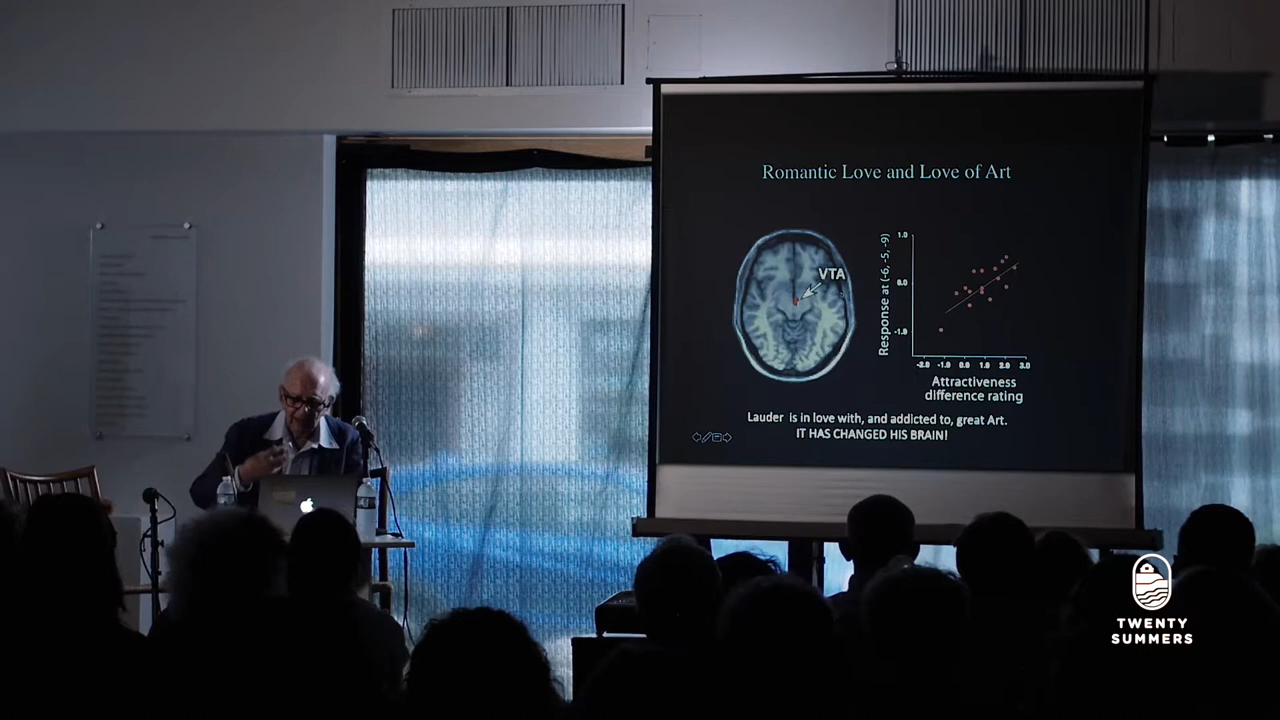 Romantic Love and Love of Art
VTA
Response at (-6, -5, -9)
1.0
0.0
-1.0
-2.0 -1.0 0.0 1.0 2.0 3.0
Attractiveness
difference rating
Lauder is in love with, and addicted to, great Art.
IT HAS CHANGED HIS BRAIN!
TWENTY
SUMMERS